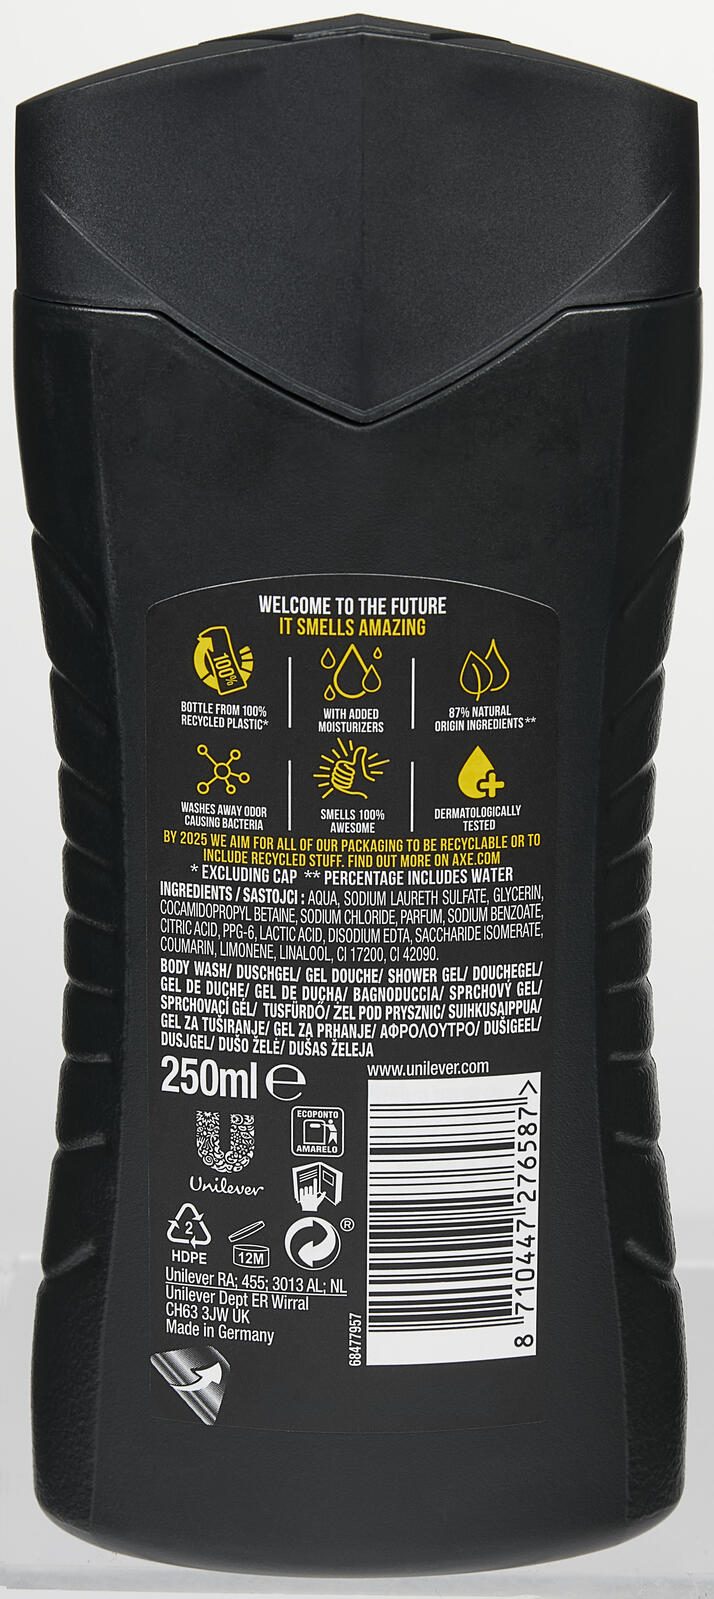 WELCOME TO THE FUTURE
IT SMELLS AMAZING
100%
BOTTLE FROM 100%
RECYCLED PLASTIC*
WITH ADDED
MOISTURIZERS
87% NATURAL
ORIGIN INGREDIENTS**
WASHES AWAY ODOR
CAUSING BACTERIA
SMELLS 100%
AWESOME
DERMATOLOGICALLY
TESTED
BY 2025 WE AIM FOR ALL OF OUR PACKAGING TO BE RECYCLABLE OR TO
INCLUDE RECYCLED STUFF. FIND OUT MORE ON AXE.COM
* EXCLUDING CAP ** PERCENTAGE INCLUDES WATER
INGREDIENTS / SASTOJCI : AQUA, SODIUM LAURETH SULFATE, GLYCERIN,
COCAMIDOPROPYL BETAINE, SODIUM CHLORIDE, PARFUM, SODIUM BENZOATE,
CITRIC ACID, PPG-6, LACTIC ACID, DISODIUM EDTA, SACCHARIDE ISOMERATE,
COUMARIN, LIMONENE, LINALOOL, CI 17200, CI 42090.
BODY WASH/ DUSCHGEL/ GEL DOUCHE/ SHOWER GEL/ DOUCHEGEL/
GEL DE DUCHE/ GEL DE DUCHA/ BAGNODUCCIA/ SPRCHOVÝ GEL/
SPRCHOVACÍ GÉL/ TUSFÜRDŐ/ ŻEL POD PRYSZNIC/ SUIHKUSAIPPUA/
GEL ZA TUŠIRANJE/ GEL ZA PRHANJE/ ΑΦΡΟΛΟΥΤΡΟ/ DUŠIGEEL/
DUSJGEL/ DUŠO ŽELĖ/ DUŠAS ŽELEJA
250ml ℮
www.unilever.com
ECOPONTO
AMARELO
Unilever
2
HDPE
12M
®
Unilever RA; 455; 3013 AL; NL
Unilever Dept ER Wirral
CH63 3JW UK
Made in Germany
68477957
8 710447 276587 >